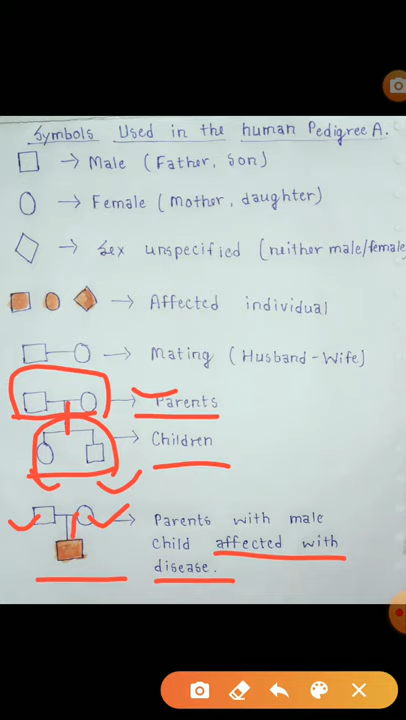 Symbols Used in the human Pedigree A.
→ Male (Father, son)
→ Female (Mother, daughter)
→ Sex unspecified (neither male/female
→ Affected individual
→ Mating (Husband-Wife)
→ Parents
→ Children
→ Parents with male
child affected with
disease.